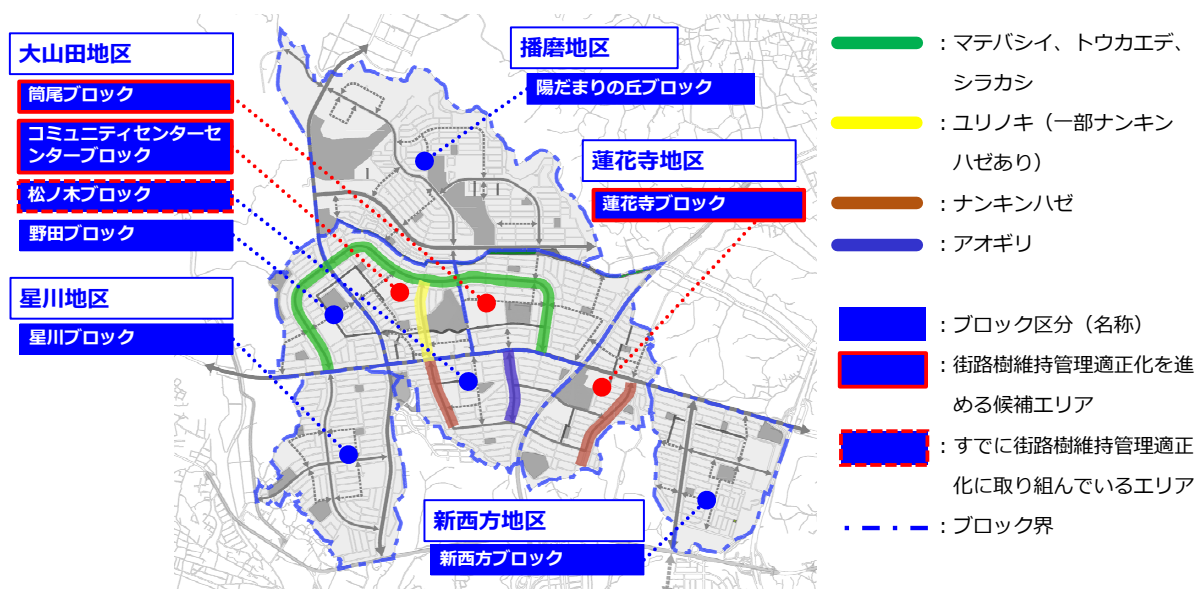 大山田地区
筒尾ブロック
コミュニティセンターセ
ンターブロック
松ノ木ブロック
野田ブロック
星川地区
星川ブロック
播磨地区
陽だまりの丘ブロック
蓮花寺地区
蓮花寺ブロック
新西方地区
新西方ブロック
：マテバシイ、トウカエデ、
シラカシ
：ユリノキ（一部ナンキン
ハゼあり）
：ナンキンハゼ
：アオギリ
：ブロック区分（名称）
：街路樹維持管理適正化を進
める候補エリア
：すでに街路樹維持管理適正
化に取り組んでいるエリア
：ブロック界